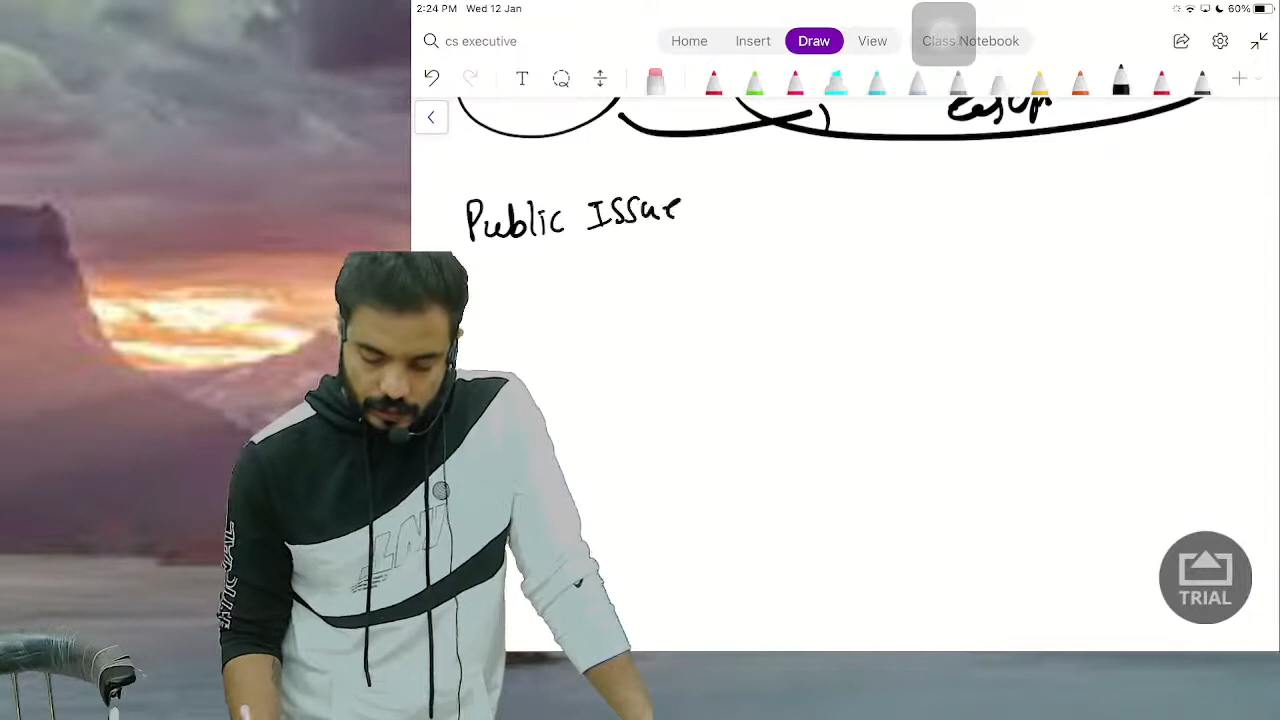 2:24 PM Wed 12 Jan 60%
cs executive
Home Insert Draw View Class Notebook
T
Public Issue
TRIAL